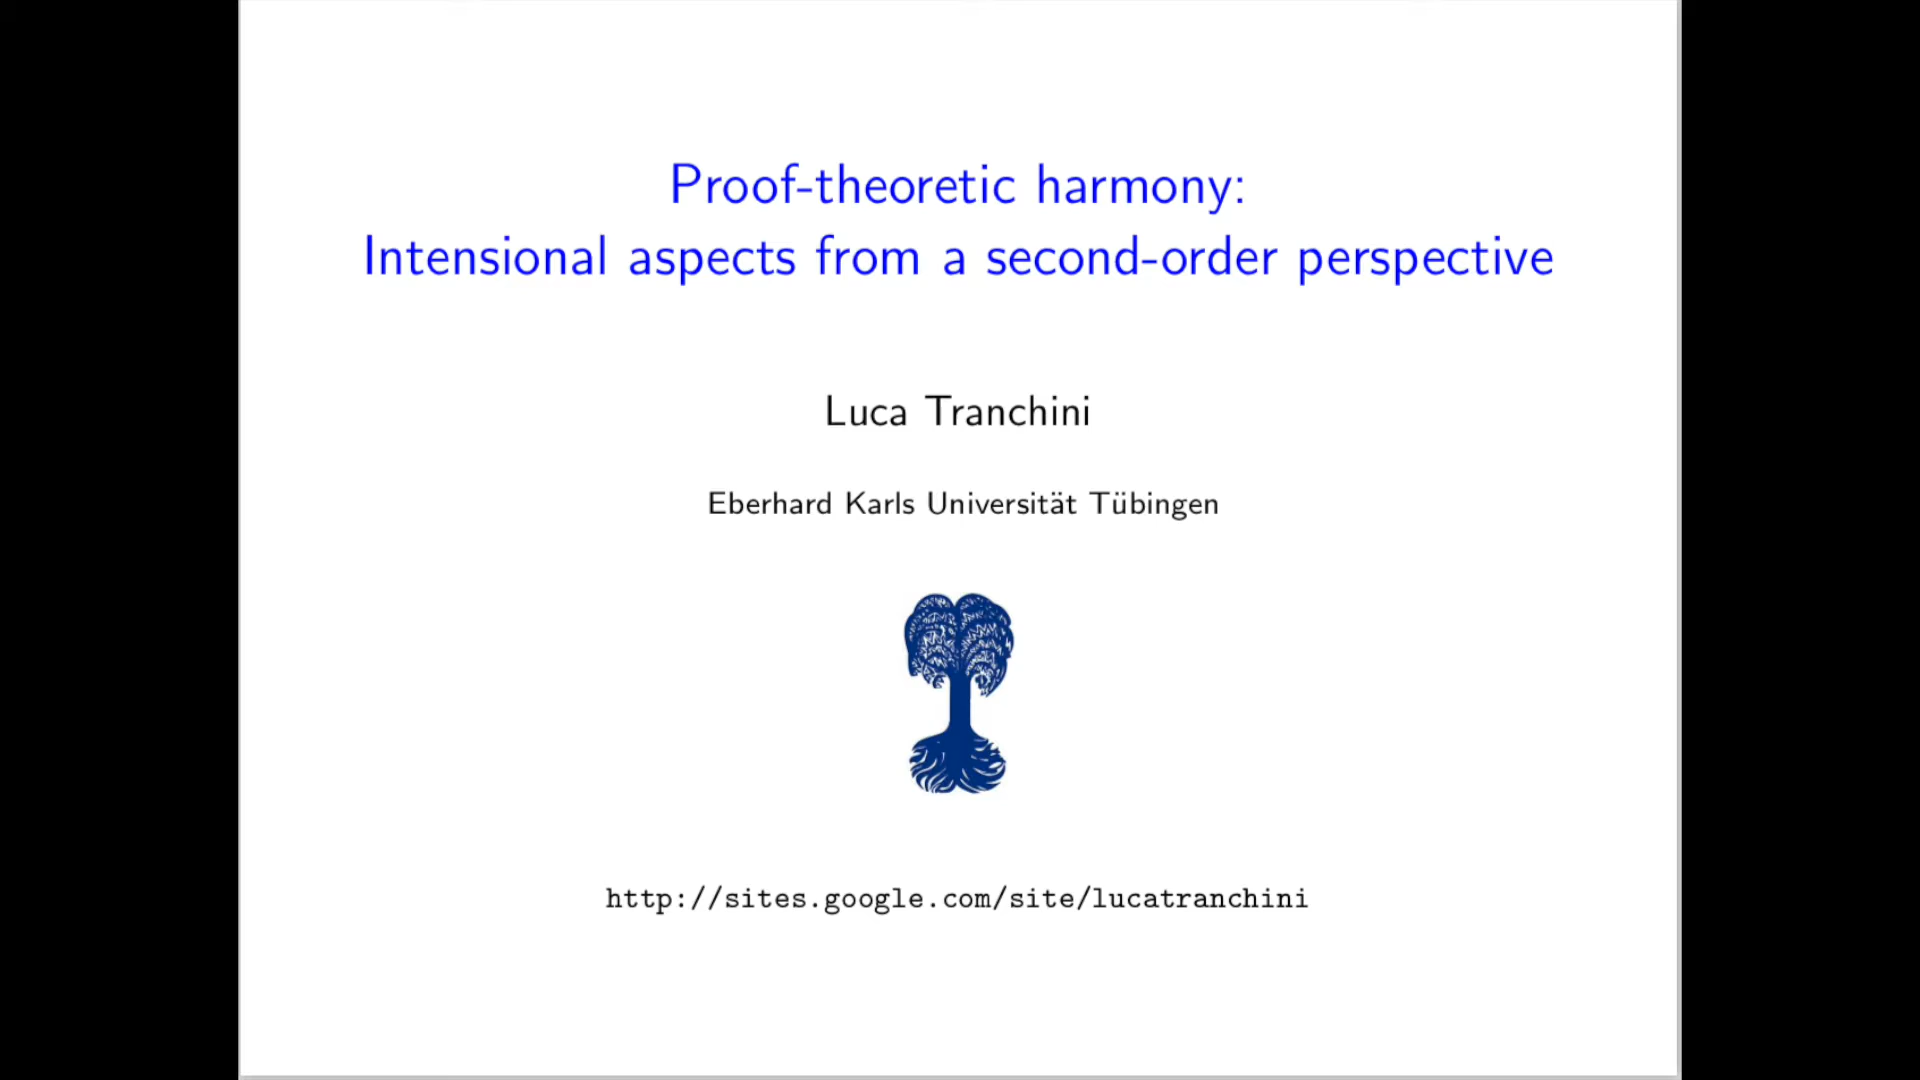 Proof-theoretic harmony:
Intensional aspects from a second-order perspective
Luca Tranchini
Eberhard Karls Universität Tübingen
http://sites.google.com/site/lucatranchini